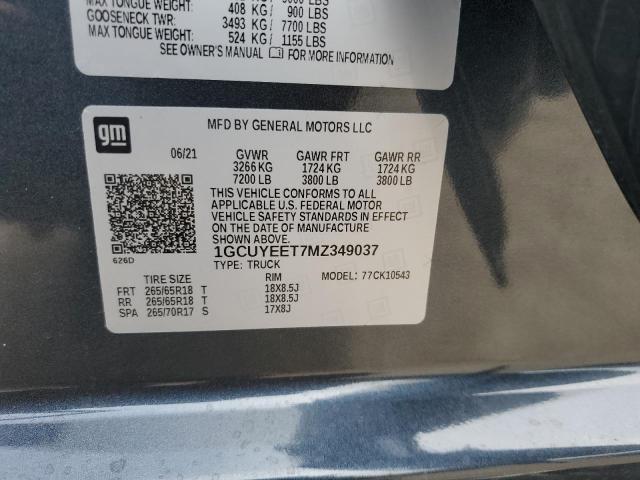 MAX TONGUE WEIGHT: 408 KG/ 900 LBS
GOOSENECK TWR: 3493 KG/ 7700 LBS
MAX TONGUE WEIGHT: 524 KG/ 1155 LBS
SEE OWNER'S MANUAL FOR MORE INFORMATION
gm
MFD BY GENERAL MOTORS LLC
06/21 GVWR GAWR FRT GAWR RR
3266 KG 1724 KG 1724 KG
7200 LB 3800 LB 3800 LB
THIS VEHICLE CONFORMS TO ALL
APPLICABLE U.S. FEDERAL MOTOR
VEHICLE SAFETY STANDARDS IN EFFECT
ON THE DATE OF MANUFACTURE
SHOWN ABOVE.
1GCUYEET7MZ349037
626D
TYPE: TRUCK
TIRE SIZE RIM MODEL: 77CK10543
FRT 265/65R18 T 18X8.5J
RR 265/65R18 T 18X8.5J
SPA 265/70R17 S 17X8J